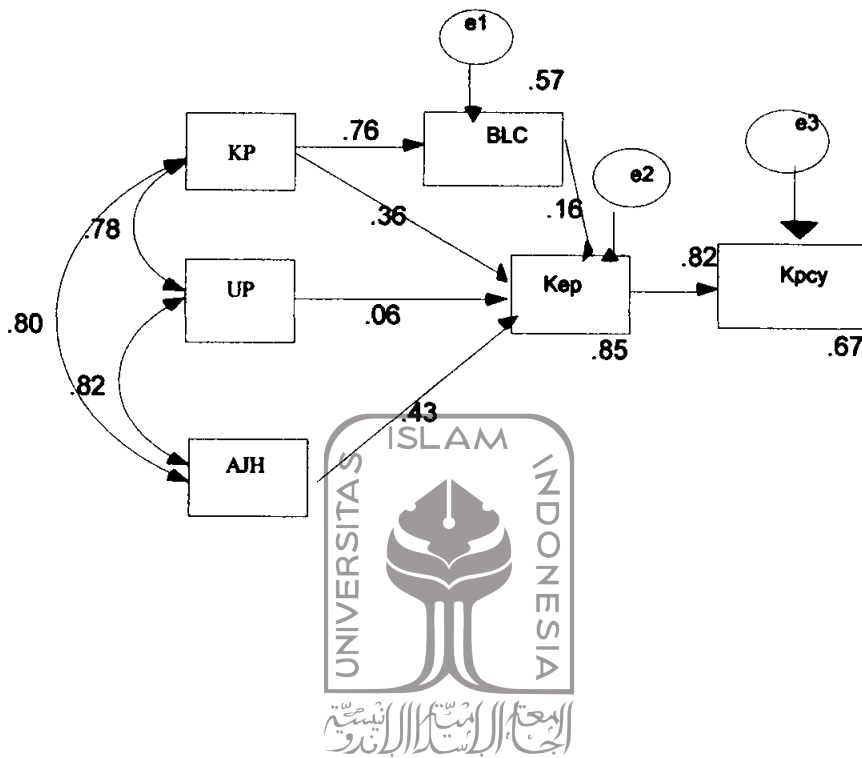 e1
.57
e3
KP
.76
BLC
e2
.36
.16
.78
UP
.06
Kep
.82
Kpcy
.80
.85
.67
.82
.43
AJH
UNIVERSITAS
ISLAM
INDONESIA